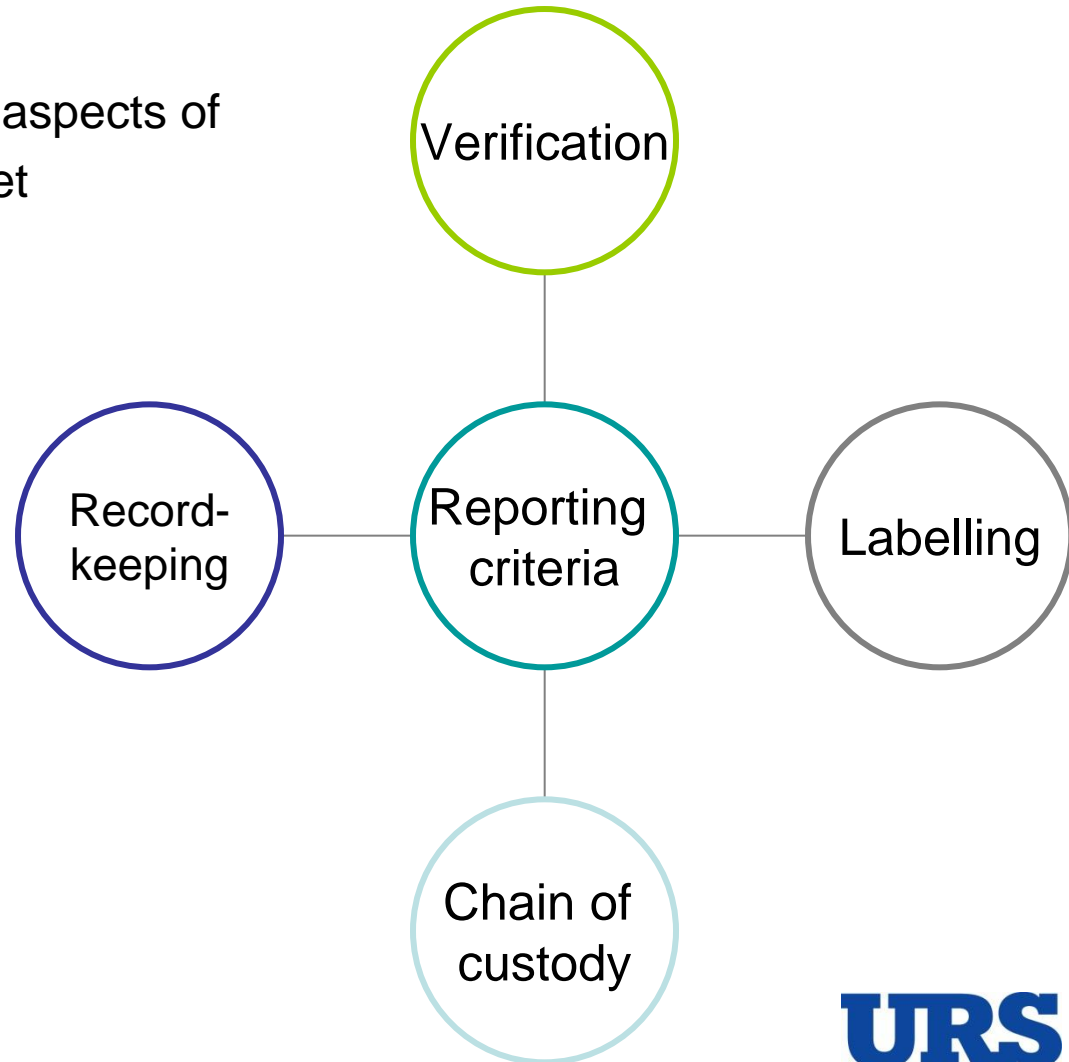 aspects of
et
Verification
Record-
keeping
Reporting
criteria
Labelling
Chain of
custody
URS